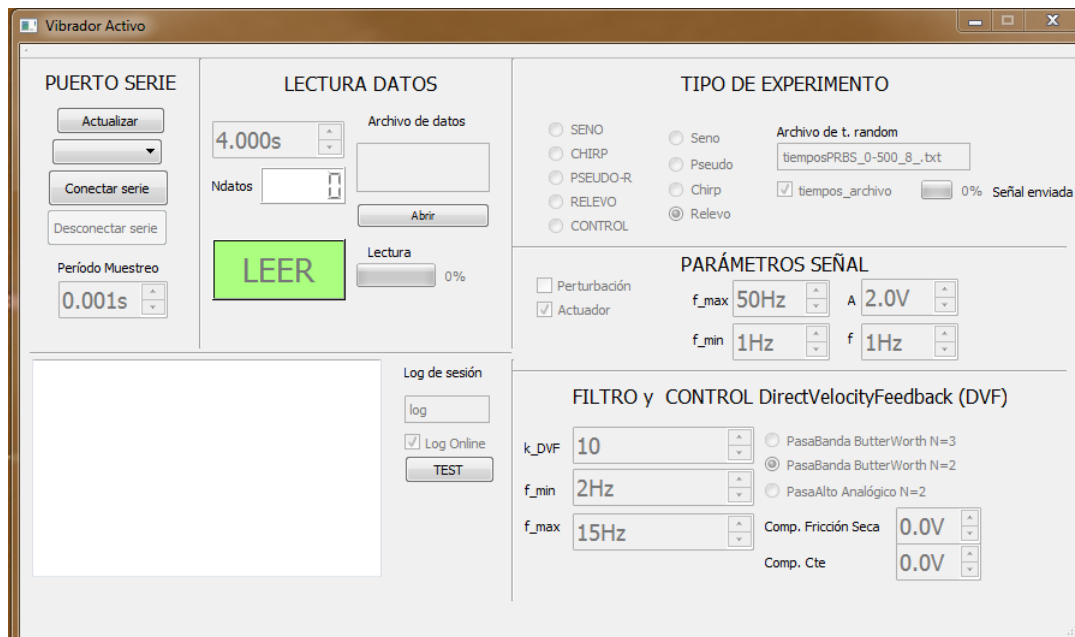 Vibrador Activo
PUERTO SERIE
Actualizar
Conectar serie
Desconectar serie
Período Muestreo
0.001s
LECTURA DATOS
4.000s
Archivo de datos
Ndatos
0
Abrir
LEER
Lectura
0%
TIPO DE EXPERIMENTO
SENO
CHIRP
PSEUDO-R
RELEVO
CONTROL
Seno
Pseudo
Chirp
Relevo
Archivo de t. random
tiemposPRBS_0-500_8_.txt
tiempos_archivo
0%
Señal enviada
PARÁMETROS SEÑAL
Perturbación
Actuador
f_max 50Hz
A 2.0V
f_min 1Hz
f 1Hz
Log de sesión
log
Log Online
TEST
FILTRO y CONTROL DirectVelocityFeedback (DVF)
k_DVF 10
f_min 2Hz
f_max 15Hz
PasaBanda ButterWorth N=3
PasaBanda ButterWorth N=2
PasaAlto Analógico N=2
Comp. Fricción Seca 0.0V
Comp. Cte 0.0V